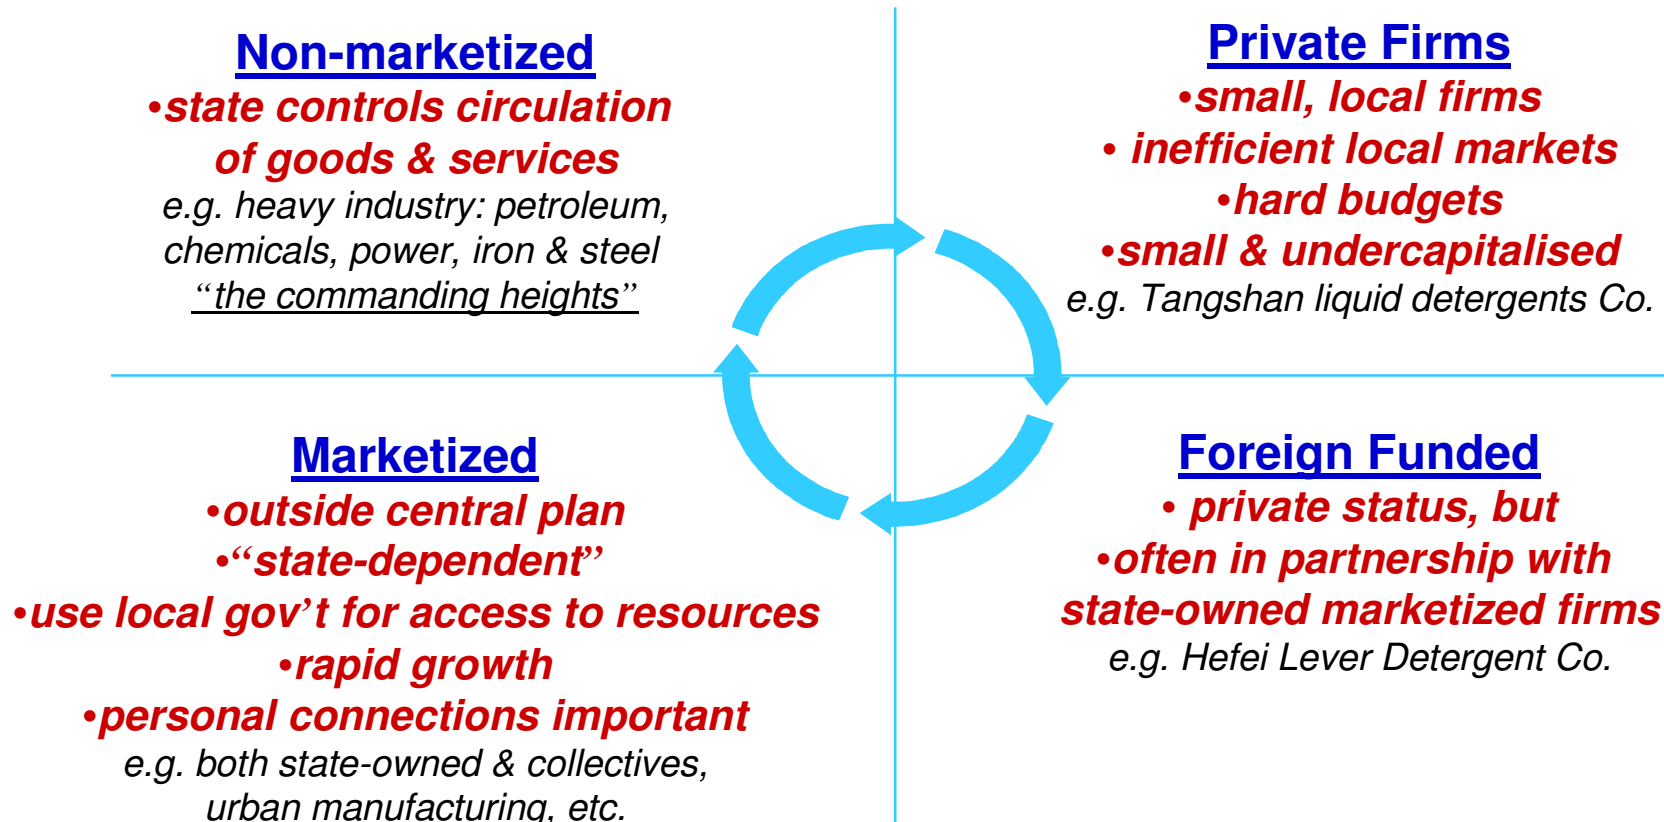 Non-marketized
•state controls circulation
of goods & services
e.g. heavy industry: petroleum,
chemicals, power, iron & steel
“the commanding heights”
Private Firms
•small, local firms
• inefficient local markets
•hard budgets
•small & undercapitalised
e.g. Tangshan liquid detergents Co.
Marketized
•outside central plan
•“state-dependent”
•use local gov’t for access to resources
•rapid growth
•personal connections important
e.g. both state-owned & collectives,
urban manufacturing, etc.
Foreign Funded
• private status, but
•often in partnership with
state-owned marketized firms
e.g. Hefei Lever Detergent Co.